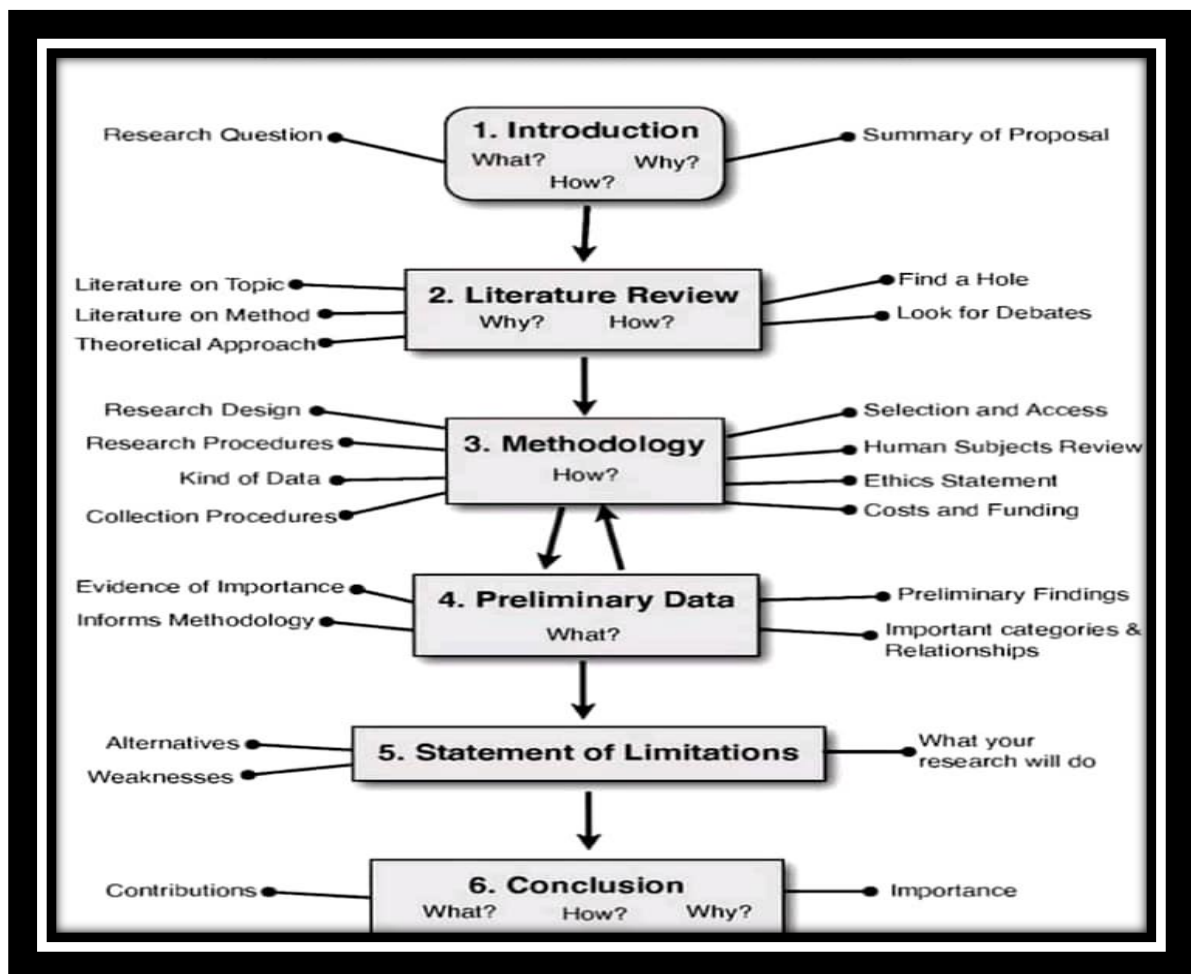 1. Introduction
What? Why?
How?
Research Question
Summary of Proposal
2. Literature Review
Why? How?
Literature on Topic
Literature on Method
Theoretical Approach
Find a Hole
Look for Debates
3. Methodology
How?
Research Design
Research Procedures
Kind of Data
Collection Procedures
Selection and Access
Human Subjects Review
Ethics Statement
Costs and Funding
4. Preliminary Data
What?
Evidence of Importance
Informs Methodology
Preliminary Findings
Important categories &
Relationships
5. Statement of Limitations
Alternatives
Weaknesses
What your
research will do
6. Conclusion
What? How? Why?
Contributions
Importance